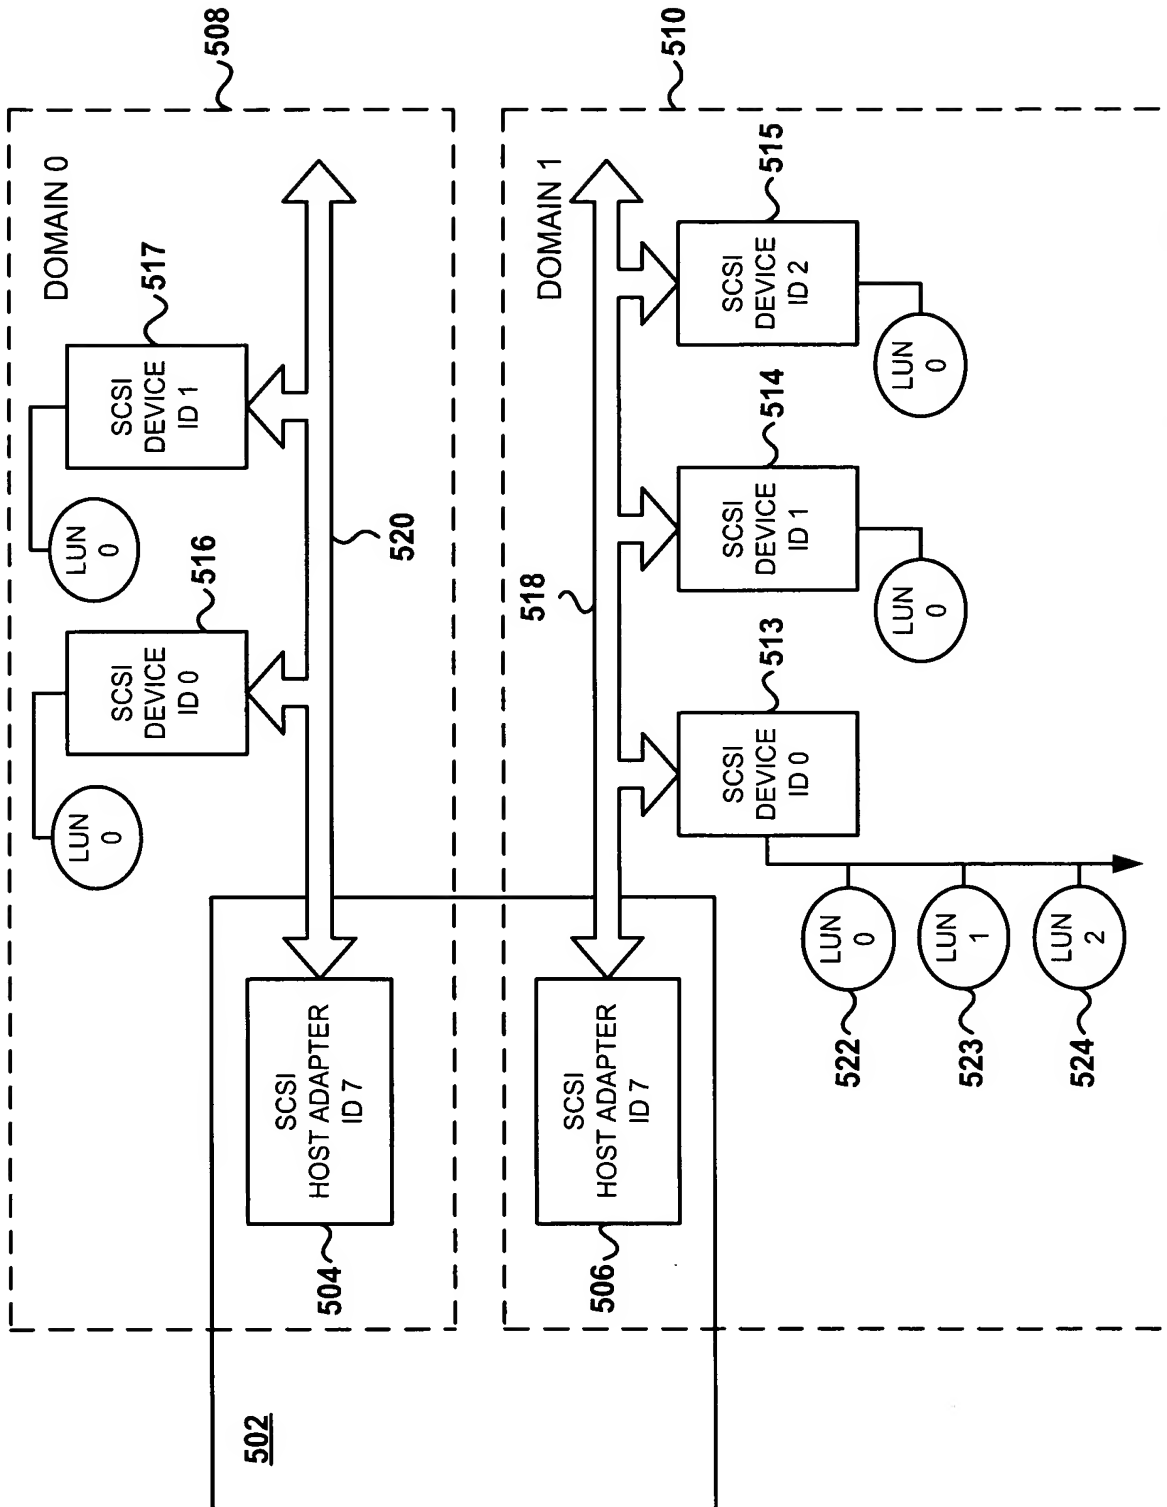 502
508
DOMAIN 0
SCSI
HOST ADAPTER
ID 7
504
LUN
0
SCSI
DEVICE
ID 0
516
LUN
0
SCSI
DEVICE
ID 1
517
520
510
DOMAIN 1
SCSI
HOST ADAPTER
ID 7
506
518
SCSI
DEVICE
ID 0
513
SCSI
DEVICE
ID 1
514
SCSI
DEVICE
ID 2
515
LUN
0
522
LUN
1
523
LUN
2
524
LUN
0
LUN
0